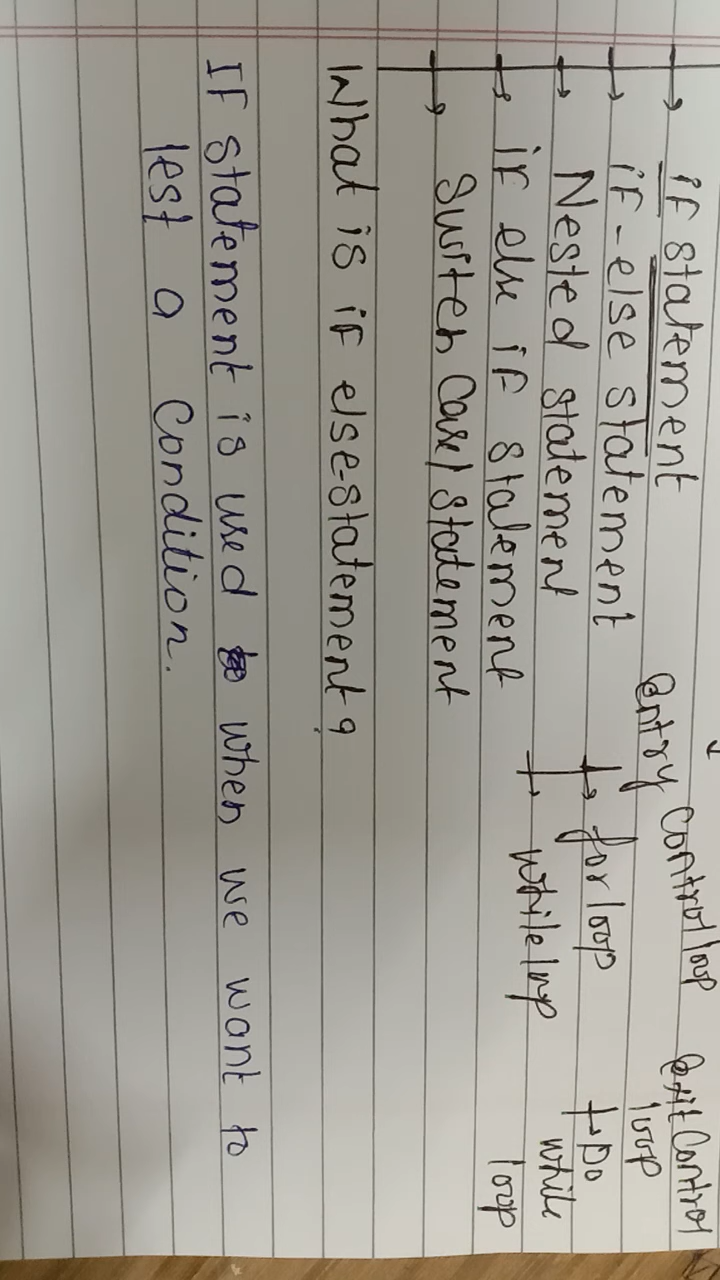 if statement
if-else statement
Nested statement
if else if statement
Switch Case/statement
entry Control loop
for loop
while loop
exit Control
loop
Do
while
loop
What is if else-statement?
If statement is used when we want to
test a Condition.